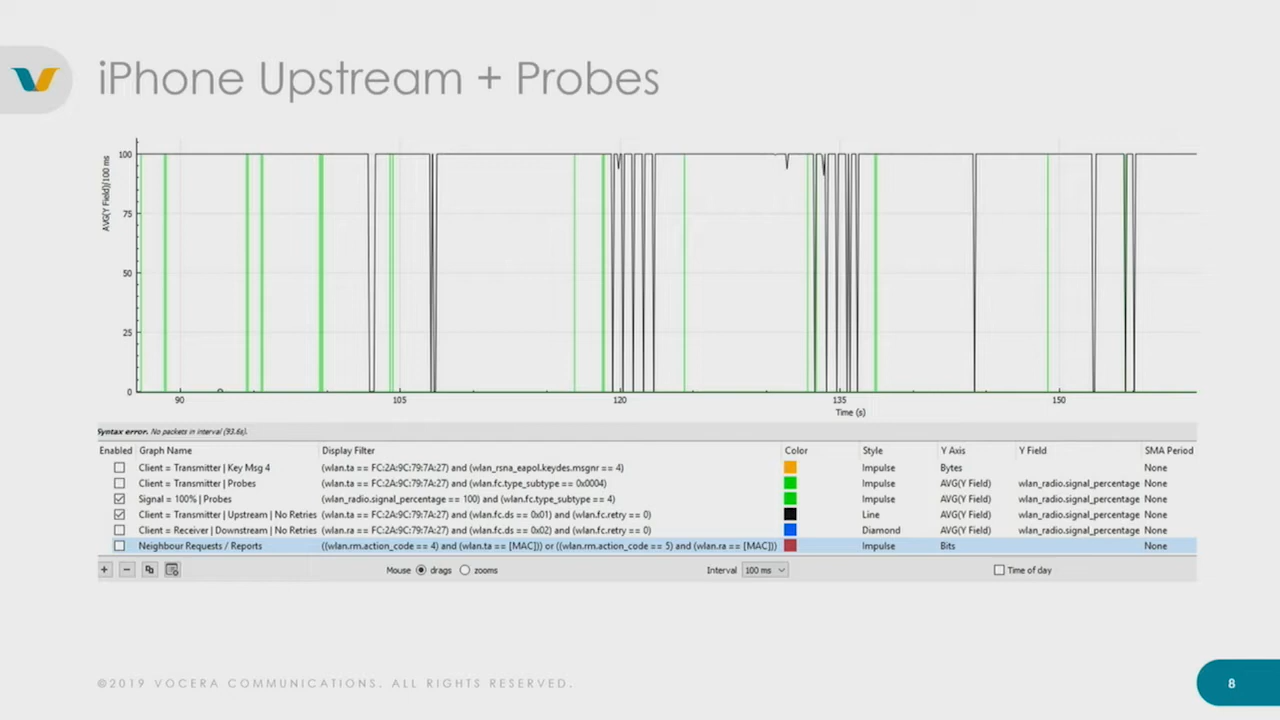 iPhone Upstream + Probes
AVG(Y Field)/100 ms
100
75
50
25
0
90 105 120 135 150
Time (s)
Syntax error. No packets in interval (93.6s).
Enabled Graph Name Display Filter Color Style Y Axis Y Field SMA Period
Client = Transmitter | Key Msg 4 (wlan.ta == FC:2A:9C:79:7A:27) and (wlan_rsna_eapol.keydes.msgnr == 4) Impulse Bytes None
Client = Transmitter | Probes (wlan.ta == FC:2A:9C:79:7A:27) and (wlan.fc.type_subtype == 0x0004) Impulse AVG(Y Field) wlan_radio.signal_percentage None
Signal = 100% | Probes (wlan_radio.signal_percentage == 100) and (wlan.fc.type_subtype == 4) Impulse AVG(Y Field) wlan_radio.signal_percentage None
Client = Transmitter | Upstream | No Retries (wlan.ta == FC:2A:9C:79:7A:27) and (wlan.fc.ds == 0x01) and (wlan.fc.retry == 0) Line AVG(Y Field) wlan_radio.signal_percentage None
Client = Receiver | Downstream | No Retries (wlan.ra == FC:2A:9C:79:7A:27) and (wlan.fc.ds == 0x02) and (wlan.fc.retry == 0) Diamond AVG(Y Field) wlan_radio.signal_percentage None
Neighbour Requests / Reports ((wlan.rm.action_code == 4) and (wlan.ta == [MAC])) or ((wlan.rm.action_code == 5) and (wlan.ra == [MAC])) Impulse Bits None
+ − Mouse drags zooms Interval 100 ms Time of day
©2019 VOCERA COMMUNICATIONS. ALL RIGHTS RESERVED.
8